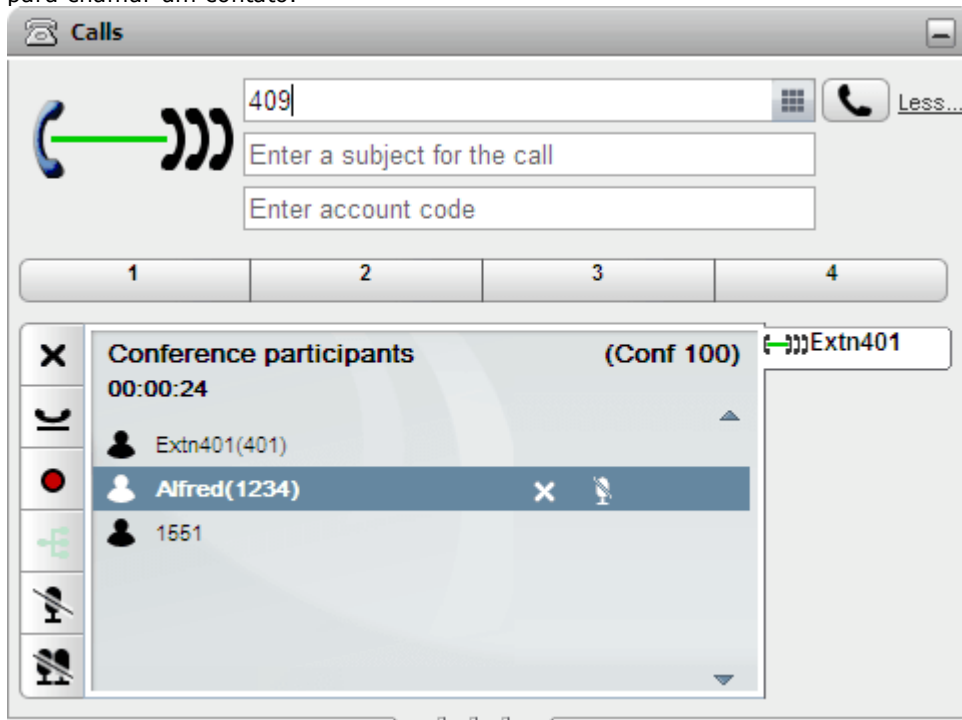 para chamar um contato.
Calls
409
Less...
Enter a subject for the call
Enter account code
1 2 3 4
Conference participants (Conf 100)
00:00:24
Extn401
Extn401(401)
Alfred(1234)
1551